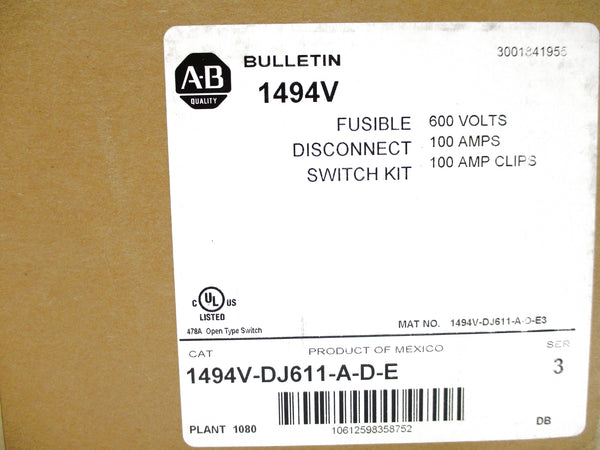 A-B
QUALITY
BULLETIN
1494V
3001841956
FUSIBLE 600 VOLTS
DISCONNECT 100 AMPS
SWITCH KIT 100 AMP CLIPS
C UL US
LISTED
478A Open Type Switch
MAT NO. 1494V-DJ611-A-D-E3
CAT PRODUCT OF MEXICO SER
1494V-DJ611-A-D-E 3
PLANT 1080 10612598358752 DB